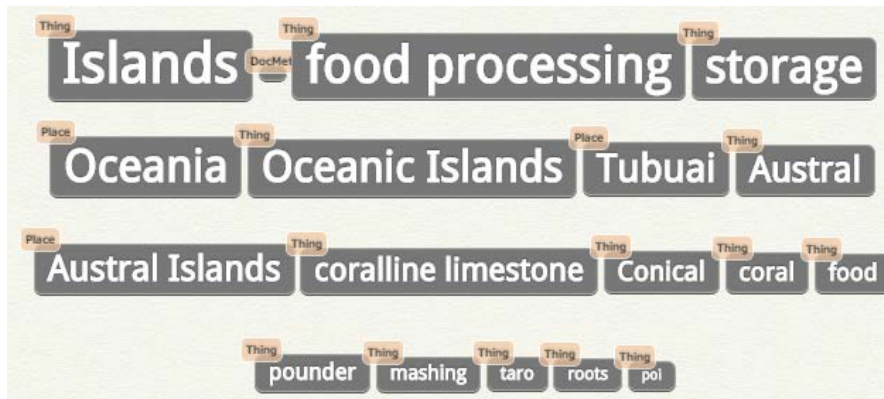 Thing Islands DocMet Thing food processing Thing storage
Place Oceania Thing Oceanic Islands Place Tubuai Thing Austral
Place Austral Islands Thing coralline limestone Thing Conical Thing coral Thing food
Thing pounder Thing mashing Thing taro Thing roots Thing poi